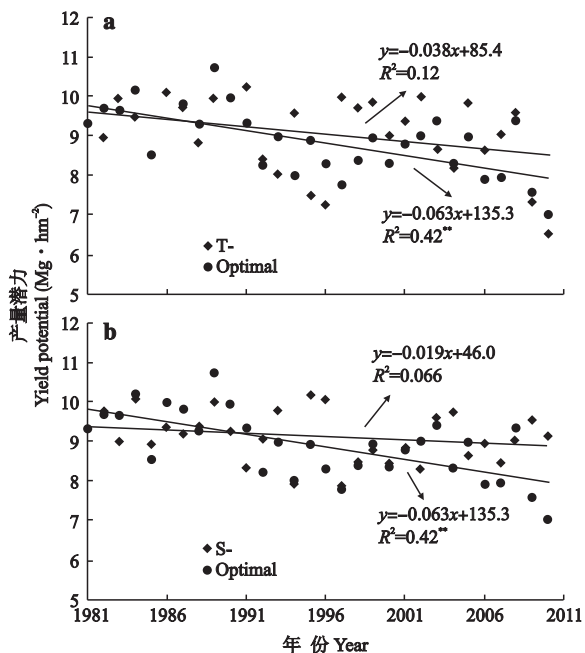 a
12
11
10
9
8
7
6
5
y=−0.038x+85.4
R²=0.12
y=−0.063x+135.3
R²=0.42**
T-
Optimal
产量潜力
Yield potential (Mg · hm⁻²)
b
12
11
10
9
8
7
6
5
y=−0.019x+46.0
R²=0.066
y=−0.063x+135.3
R²=0.42**
S-
Optimal
1981 1986 1991 1996 2001 2006 2011
年 份 Year